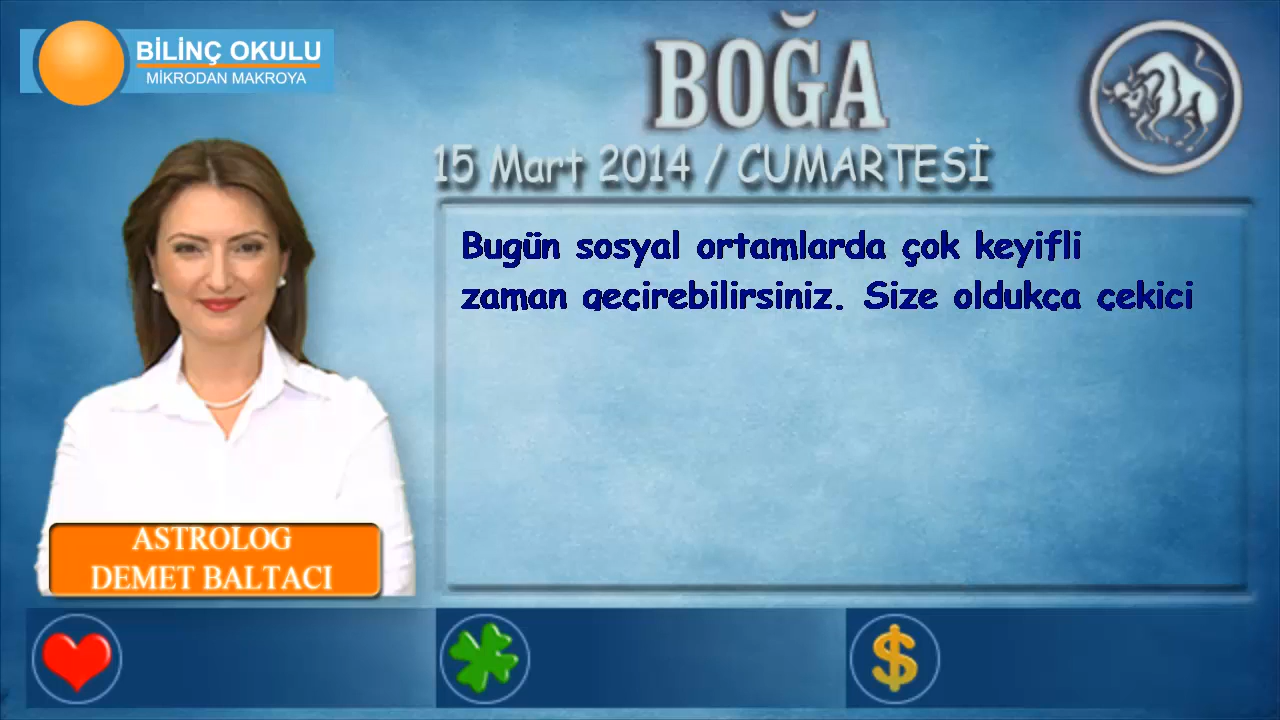 BİLİNÇ OKULU
MİKRODAN MAKROYA
BOĞA
15 Mart 2014 / CUMARTESİ
Bugün sosyal ortamlarda çok keyifli
zaman geçirebilirsiniz. Size oldukça çekici
ASTROLOG
DEMET BALTACI
$